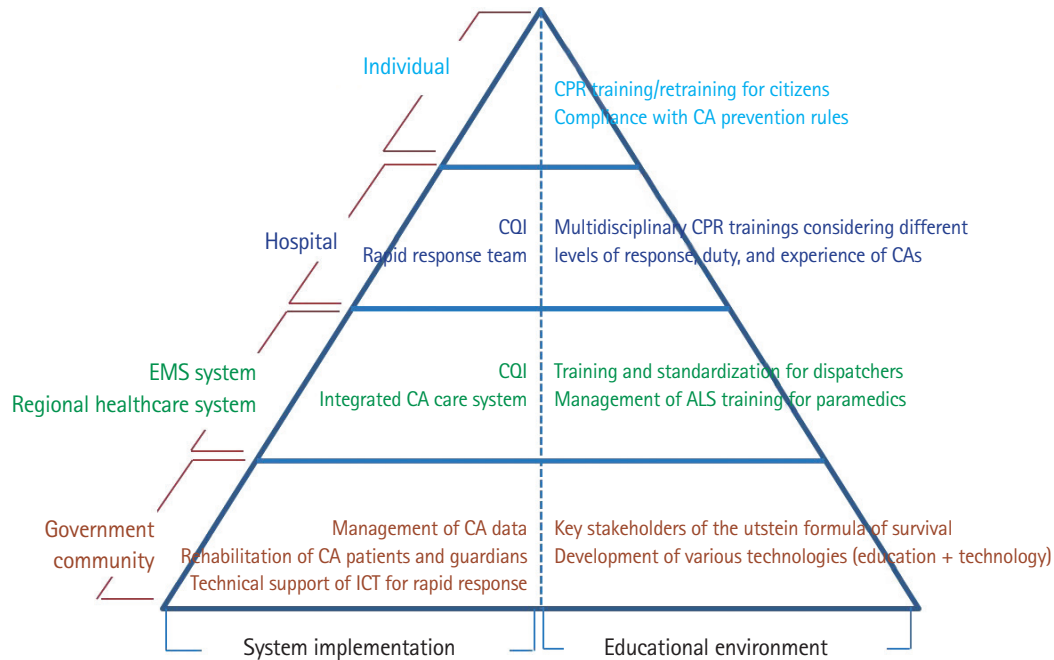 Individual
CPR training/retraining for citizens
Compliance with CA prevention rules
Hospital
CQI
Rapid response team
Multidisciplinary CPR trainings considering different
levels of response, duty, and experience of CAs
EMS system
Regional healthcare system
CQI
Integrated CA care system
Training and standardization for dispatchers
Management of ALS training for paramedics
Government
community
Management of CA data
Rehabilitation of CA patients and guardians
Technical support of ICT for rapid response
Key stakeholders of the utstein formula of survival
Development of various technologies (education + technology)
System implementation
Educational environment